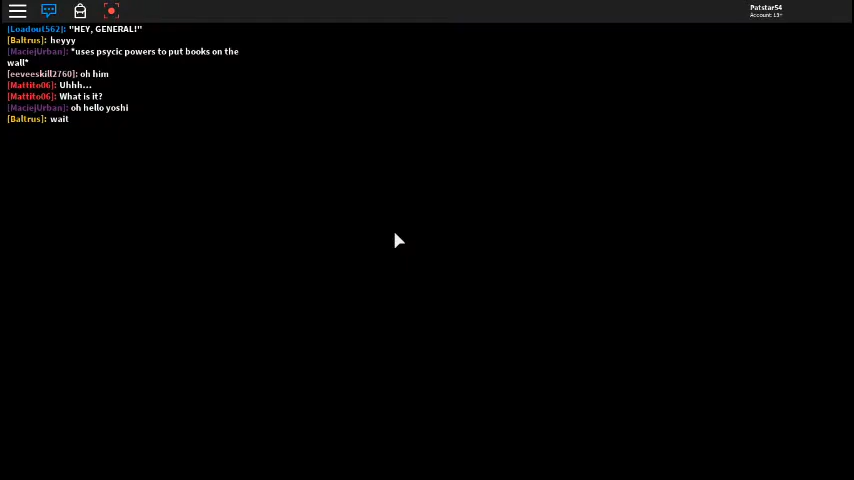 Patstar54
Account: 13+
[Loadout562]: "HEY, GENERAL!"
[Baltrus]: heyyy
[MaciejUrban]: *uses psycic powers to put books on the
wall*
[eeveeskill2760]: oh him
[Mattito06]: Uhhh...
[Mattito06]: What is it?
[MaciejUrban]: oh hello yoshi
[Baltrus]: wait